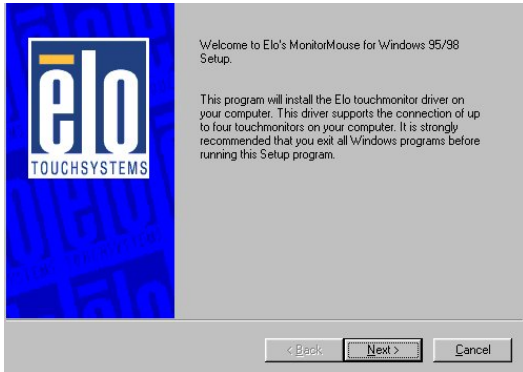 ēlo
TOUCHSYSTEMS
Welcome to Elo's MonitorMouse for Windows 95/98
Setup.
This program will install the Elo touchmonitor driver on
your computer. This driver supports the connection of up
to four touchmonitors on your computer. It is strongly
recommended that you exit all Windows programs before
running this Setup program.
< Back
Next >
Cancel